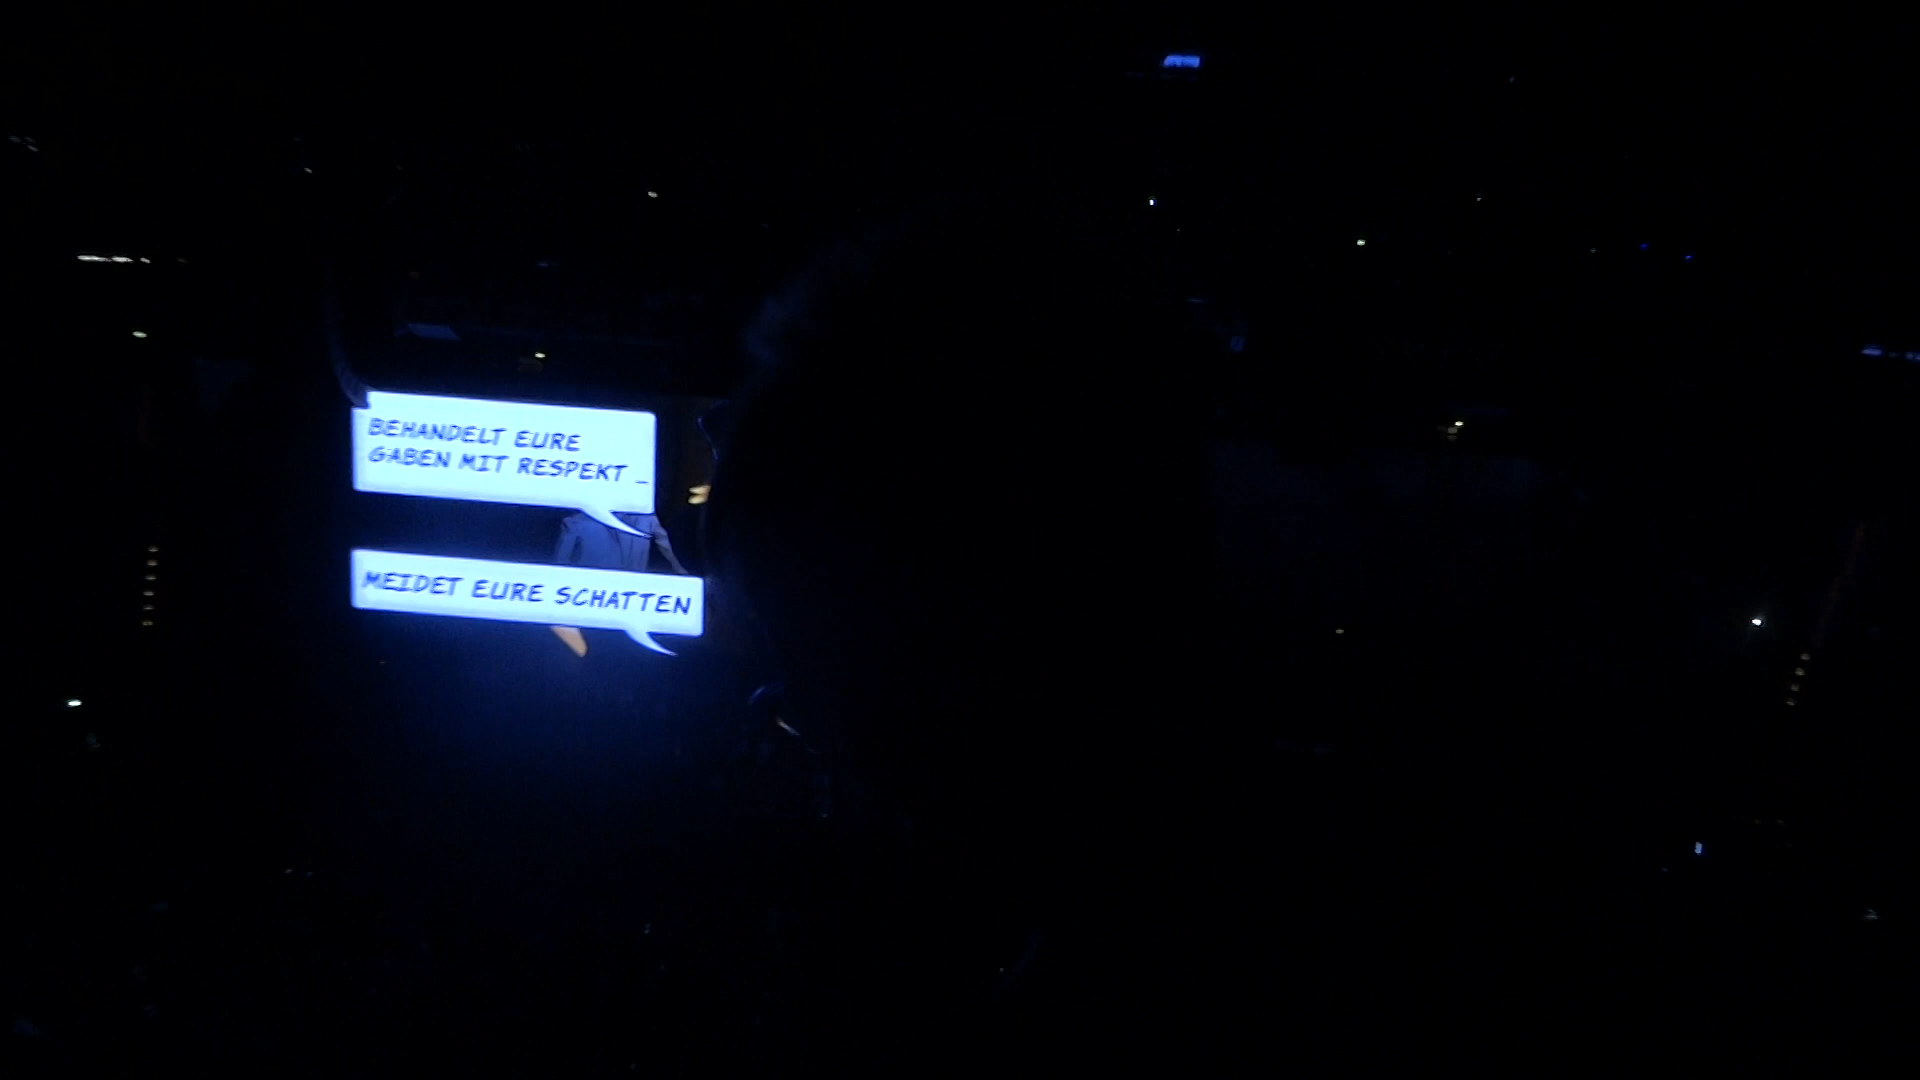 BEHANDELT EURE
GABEN MIT RESPEKT _
MEIDET EURE SCHATTEN